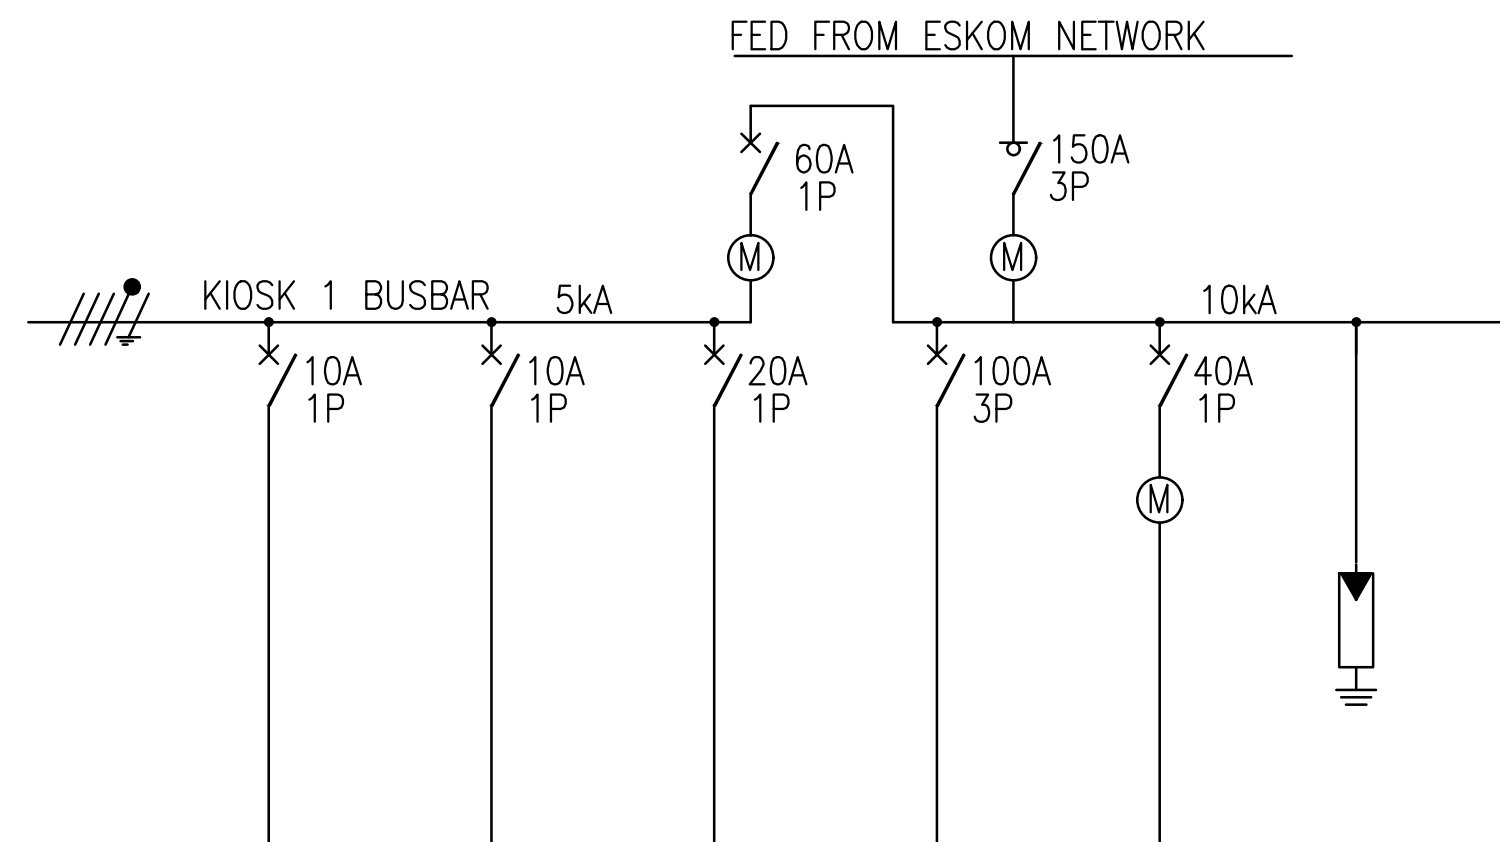 FED FROM ESKOM NETWORK
60A
1P
150A
3P
M
M
KIOSK 1 BUSBAR
5kA
10kA
10A
1P
10A
1P
20A
1P
100A
3P
40A
1P
M